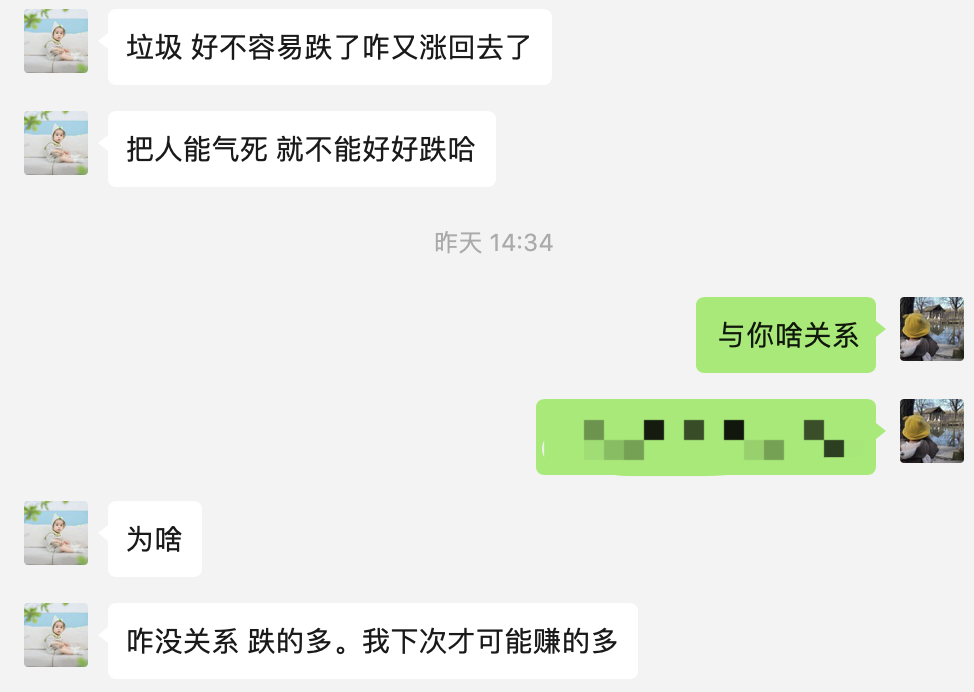 垃圾 好不容易跌了咋又涨回去了
把人能气死 就不能好好跌哈
昨天 14:34
与你啥关系
为啥
咋没关系 跌的多。我下次才可能赚的多